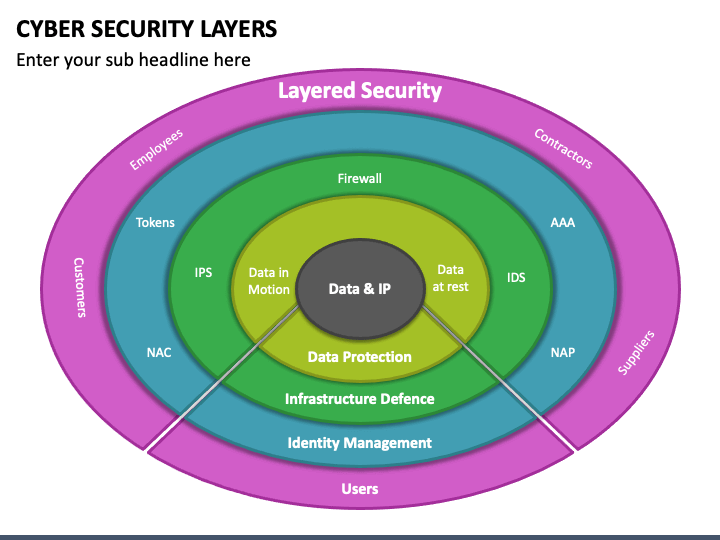 CYBER SECURITY LAYERS
Enter your sub headline here
Layered Security
Employees
Contractors
Firewall
Tokens
AAA
Customers
IPS
Data in
Motion
Data & IP
Data
at rest
IDS
NAC
Data Protection
NAP
Suppliers
Infrastructure Defence
Identity Management
Users